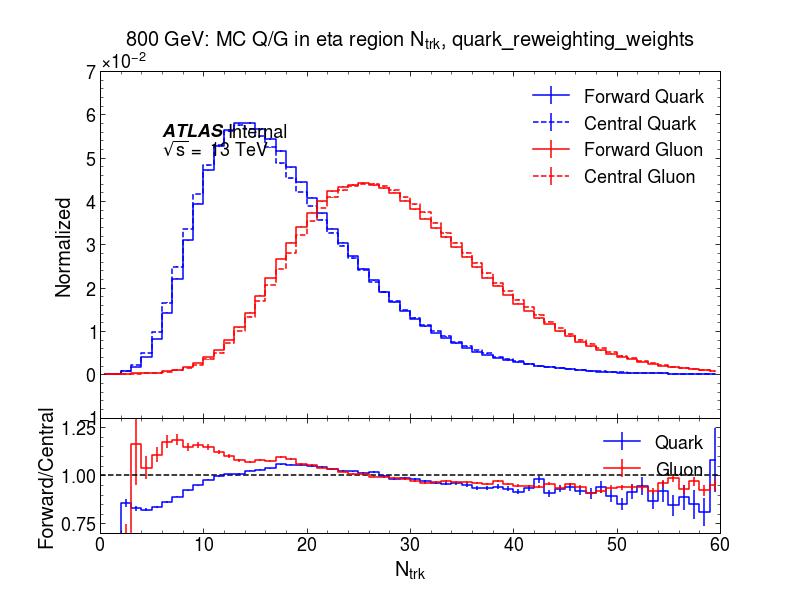 800 GeV: MC Q/G in eta region N_trk, quark_reweighting_weights
×10⁻²
7
6
5
4
3
2
1
0
−1
Normalized
ATLAS Internal
√s = 13 TeV
Forward Quark
Central Quark
Forward Gluon
Central Gluon
1.25
1.00
0.75
Forward/Central
Quark
Gluon
0 10 20 30 40 50 60
N_trk